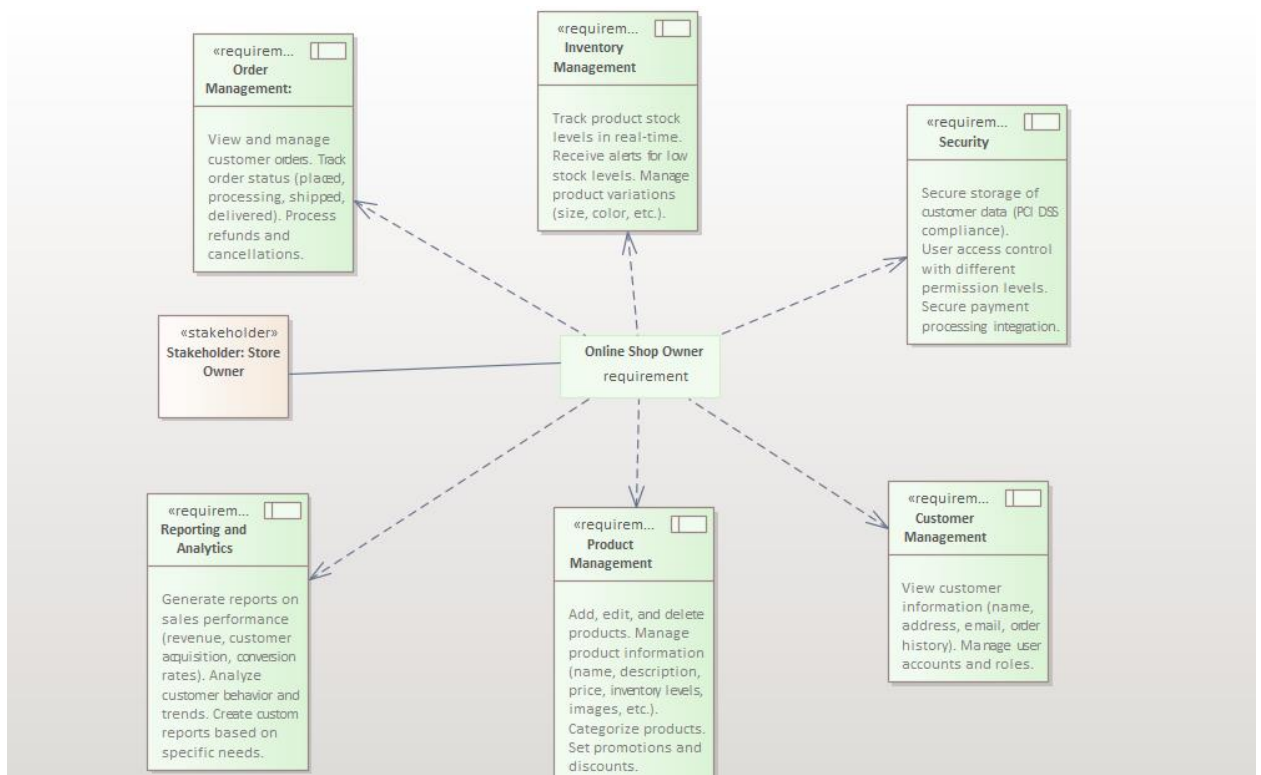 «requirem...
Order
Management:
View and manage
customer orders. Track
order status (placed,
processing, shipped,
delivered). Process
refunds and
cancellations.
«requirem...
Inventory
Management
Track product stock
levels in real-time.
Receive alerts for low
stock levels. Manage
product variations
(size, color, etc.).
«requirem...
Security
Secure storage of
customer data (PCI DSS
compliance).
User access control
with different
permission levels.
Secure payment
processing integration.
«stakeholder»
Stakeholder: Store
Owner
Online Shop Owner
requirement
«requirem...
Reporting and
Analytics
Generate reports on
sales performance
(revenue, customer
acquisition, conversion
rates). Analyze
customer behavior and
trends. Create custom
reports based on
specific needs.
«requirem...
Product
Management
Add, edit, and delete
products. Manage
product information
(name, description,
price, inventory levels,
images, etc.).
Categorize products.
Set promotions and
discounts.
«requirem...
Customer
Management
View customer
information (name,
address, email, order
history). Manage user
accounts and roles.